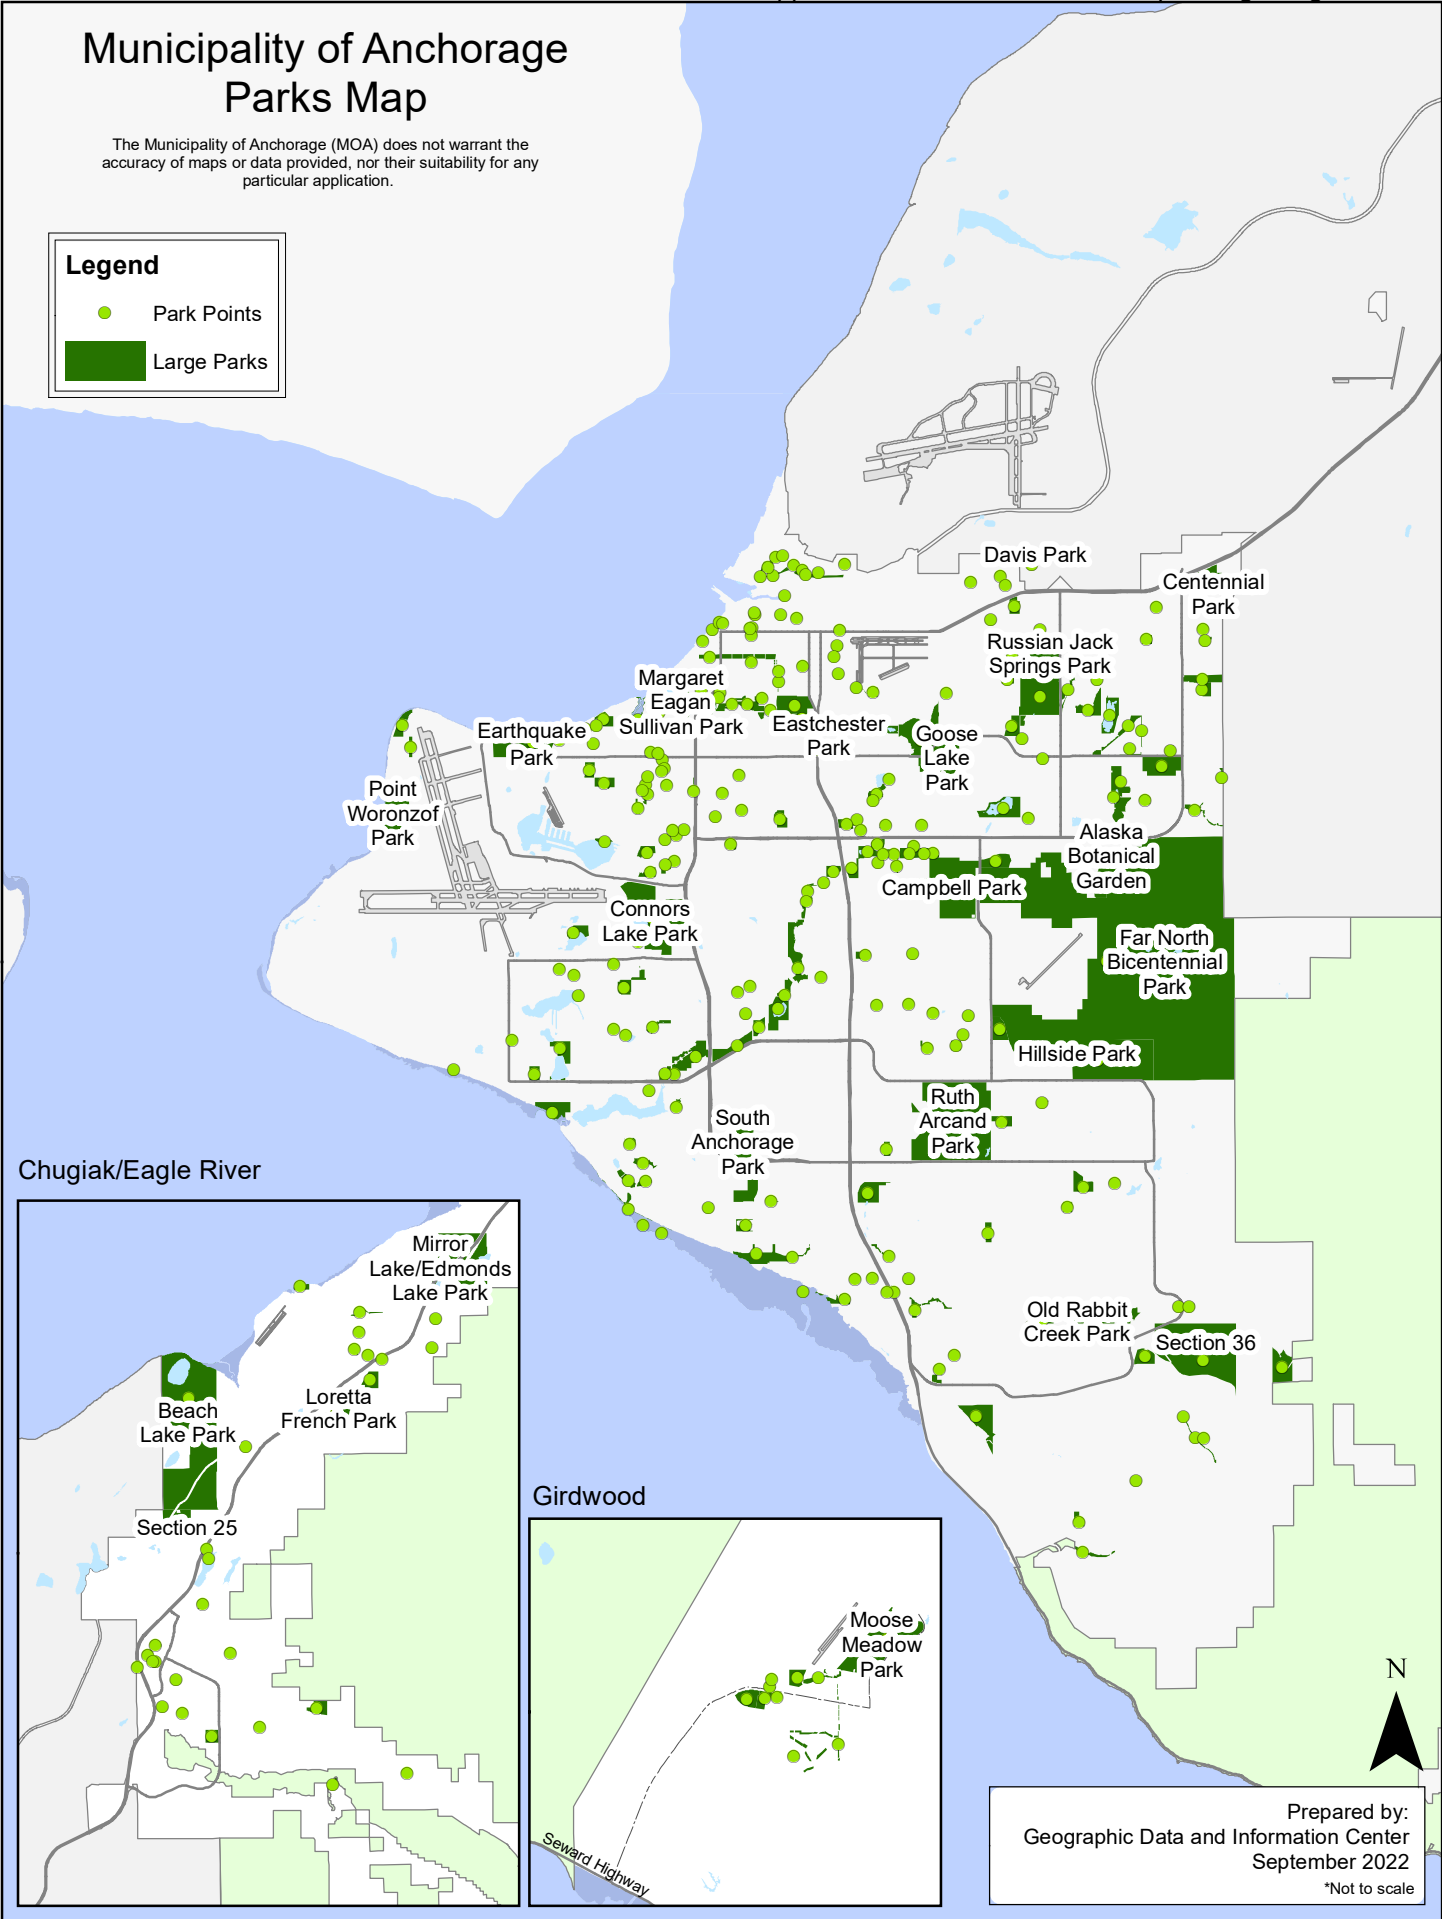 Municipality of Anchorage
Parks Map
The Municipality of Anchorage (MOA) does not warrant the
accuracy of maps or data provided, nor their suitability for any
particular application.
Legend
Park Points
Large Parks
Davis Park
Centennial
Park
Russian Jack
Springs Park
Margaret
Eagan
Sullivan Park
Earthquake
Park
Eastchester
Park
Goose
Lake
Park
Point
Woronzof
Park
Alaska
Botanical
Garden
Campbell Park
Connors
Lake Park
Far North
Bicentennial
Park
Hillside Park
Ruth
Arcand
Park
South
Anchorage
Park
Old Rabbit
Creek Park
Section 36
Chugiak/Eagle River
Mirror
Lake/Edmonds
Lake Park
Loretta
French Park
Beach
Lake Park
Section 25
Girdwood
Moose
Meadow
Park
Seward Highway
N
Prepared by:
Geographic Data and Information Center
September 2022
*Not to scale